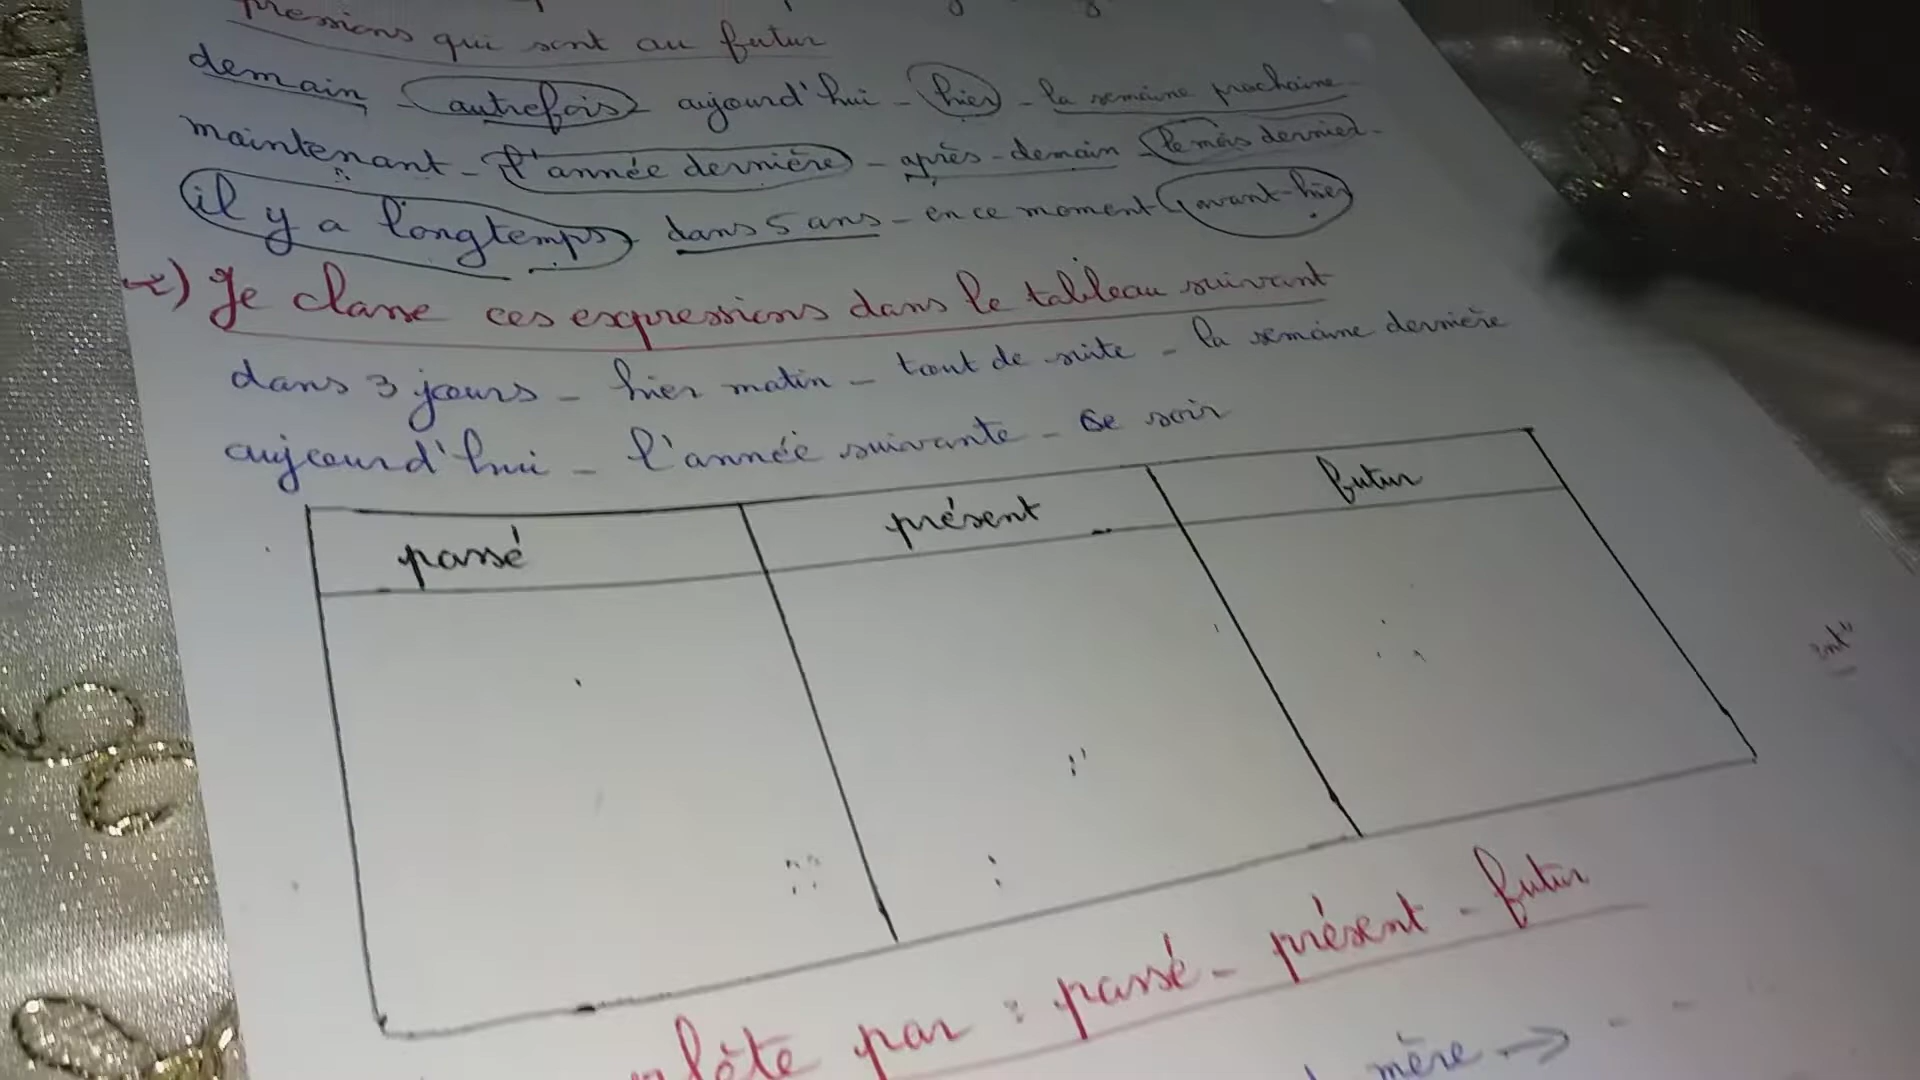 qui sont au futur
demain - autrefois - aujourd'hui - hier - la semaine prochaine
maintenant - l'année dernière - après-demain - le mois dernier -
il y a longtemps - dans 5 ans - en ce moment - avant-hier
2) Je classe ces expressions dans le tableau suivant
dans 3 jours - hier matin - tout de suite - la semaine dernière
aujourd'hui - l'année suivante - ce soir
passé présent futur
par : passé - présent - futur
mère →